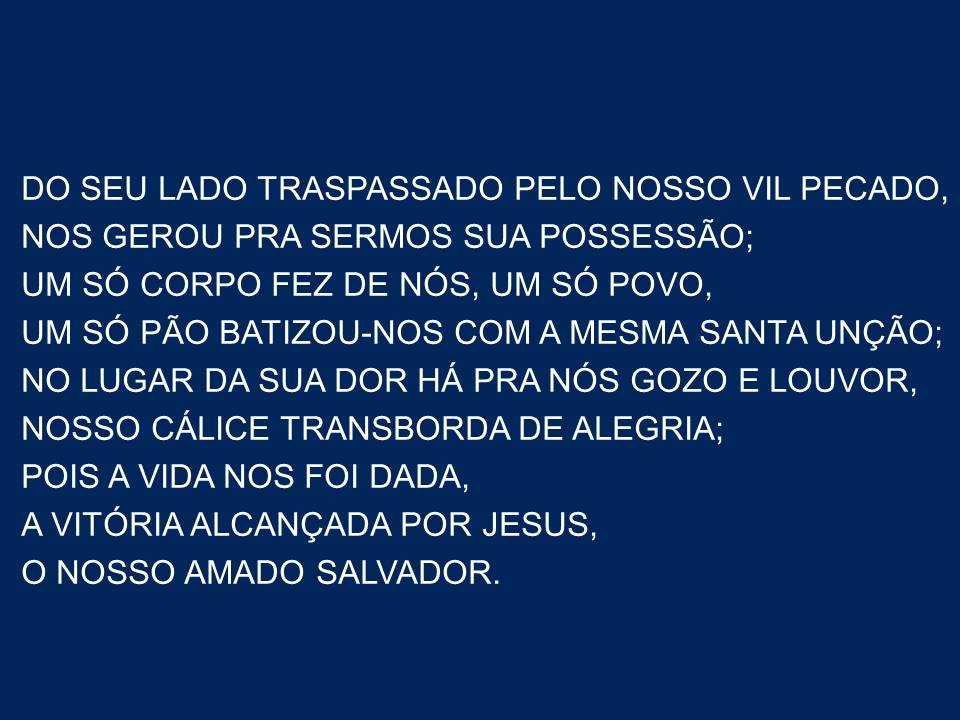 DO SEU LADO TRASPASSADO PELO NOSSO VIL PECADO,
NOS GEROU PRA SERMOS SUA POSSESSÃO;
UM SÓ CORPO FEZ DE NÓS, UM SÓ POVO,
UM SÓ PÃO BATIZOU-NOS COM A MESMA SANTA UNÇÃO;
NO LUGAR DA SUA DOR HÁ PRA NÓS GOZO E LOUVOR,
NOSSO CÁLICE TRANSBORDA DE ALEGRIA;
POIS A VIDA NOS FOI DADA,
A VITÓRIA ALCANÇADA POR JESUS,
O NOSSO AMADO SALVADOR.